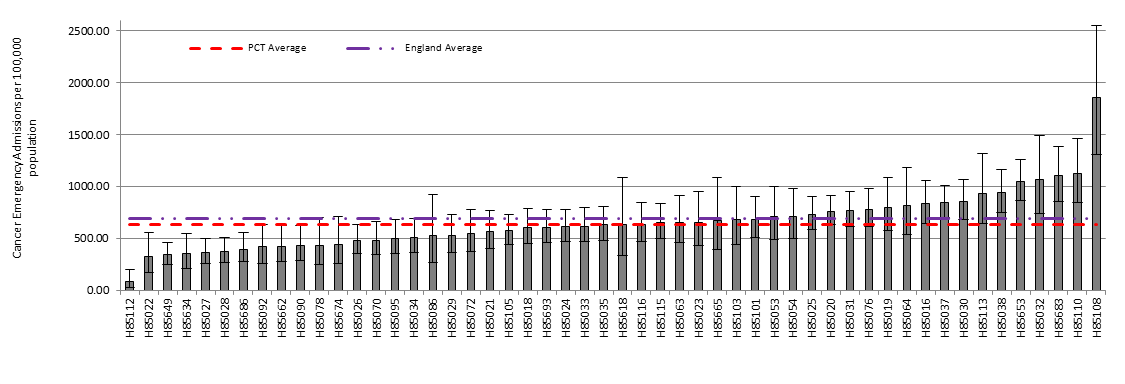 2500.00
2000.00
1500.00
1000.00
500.00
0.00
Cancer Emergency Admissions per 100,000
population
PCT Average
England Average
H85112
H85022
H85649
H85634
H85027
H85028
H85686
H85092
H85662
H85090
H85078
H85674
H85026
H85070
H85095
H85034
H85086
H85029
H85072
H85021
H85105
H85018
H85693
H85024
H85033
H85035
H85618
H85116
H85115
H85063
H85023
H85665
H85103
H85101
H85053
H85054
H85025
H85020
H85031
H85076
H85019
H85064
H85016
H85037
H85030
H85113
H85038
H85653
H85032
H85683
H85110
H85108